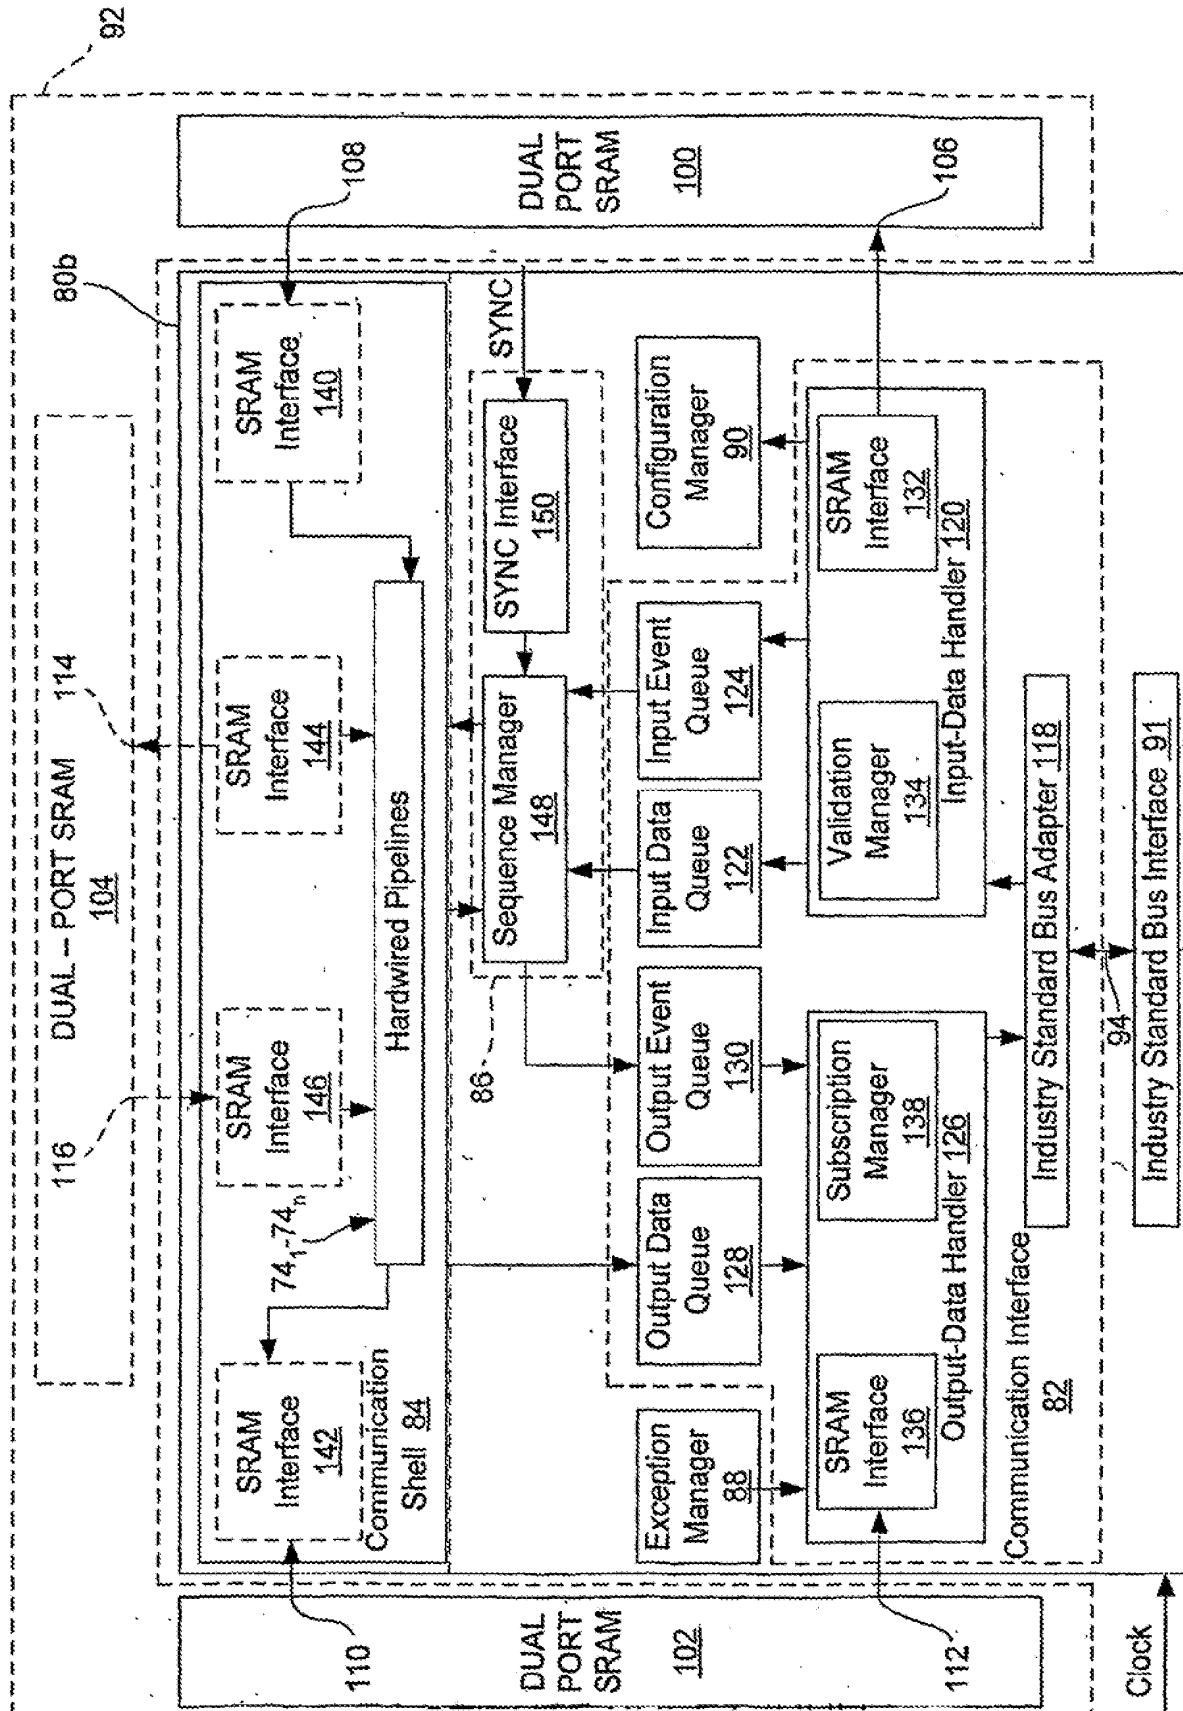 92
DUAL – PORT SRAM
104
116
114
80b
SRAM
Interface
142
SRAM
Interface
146
SRAM
Interface
144
SRAM
Interface
140
110
108
74₁-74ₙ
Hardwired Pipelines
Communication
Shell 84
DUAL
PORT
SRAM
102
DUAL
PORT
SRAM
100
SYNC
Sequence Manager
148
SYNC Interface
150
86
Exception
Manager
88
Output Data
Queue
128
Output Event
Queue
130
Input Data
Queue
122
Input Event
Queue
124
Configuration
Manager
90
SRAM
Interface
136
Subscription
Manager
138
Output-Data Handler 126
Validation
Manager
134
SRAM
Interface
132
Input-Data Handler 120
112
106
Communication Interface
82
Industry Standard Bus Adapter 118
94
Industry Standard Bus Interface 91
Clock